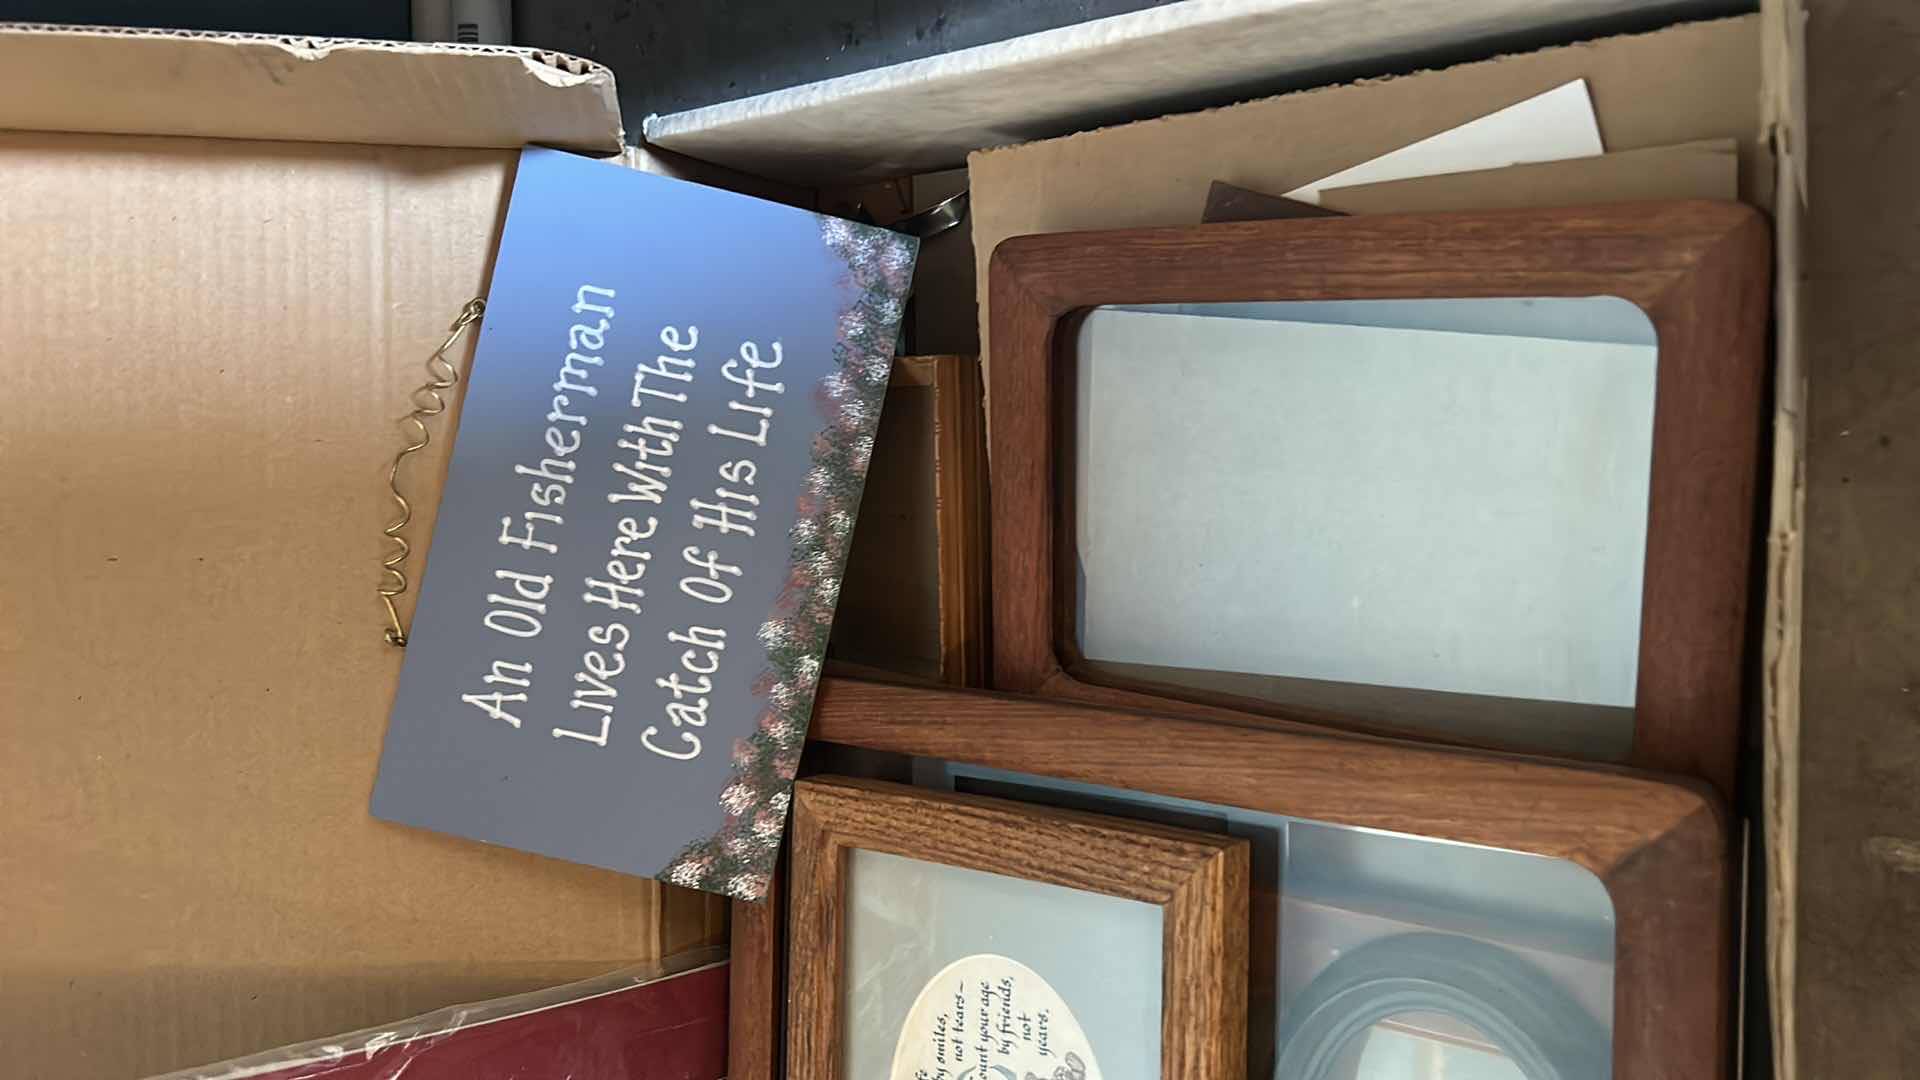 An Old Fisherman
Lives Here With The
Catch Of His Life
by smiles,
not tears—
your age
by friends,
not
years.